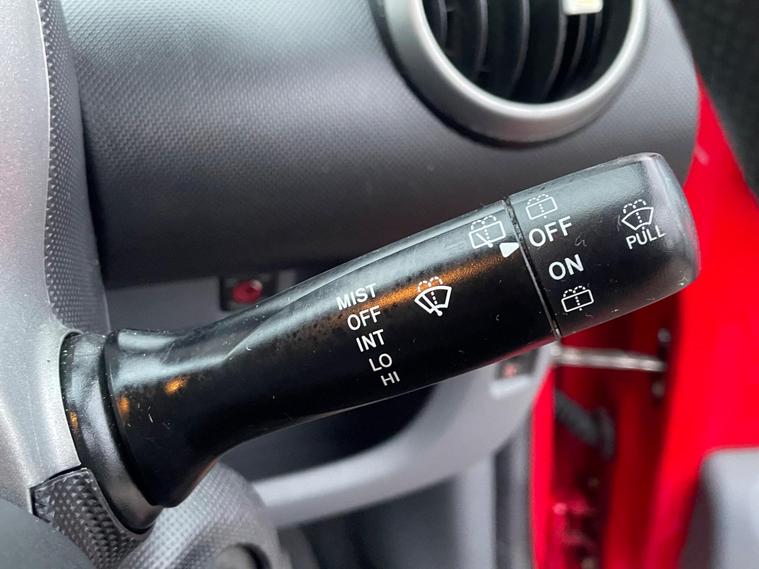 MIST
OFF
INT
LO
HI
OFF
ON
PULL